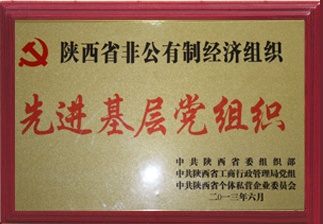 陕西省非公有制经济组织
先进基层党组织
中共陕西省委组织部
中共陕西省工商行政管理局党组
中共陕西省个体私营企业委员会
二〇一三年六月